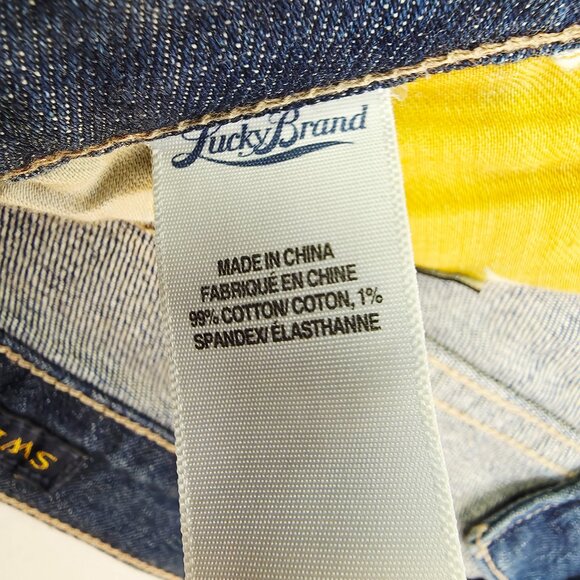 Lucky Brand
MADE IN CHINA
FABRIQUÉ EN CHINE
99% COTTON/ COTON, 1%
SPANDEX/ ÉLASTHANNE